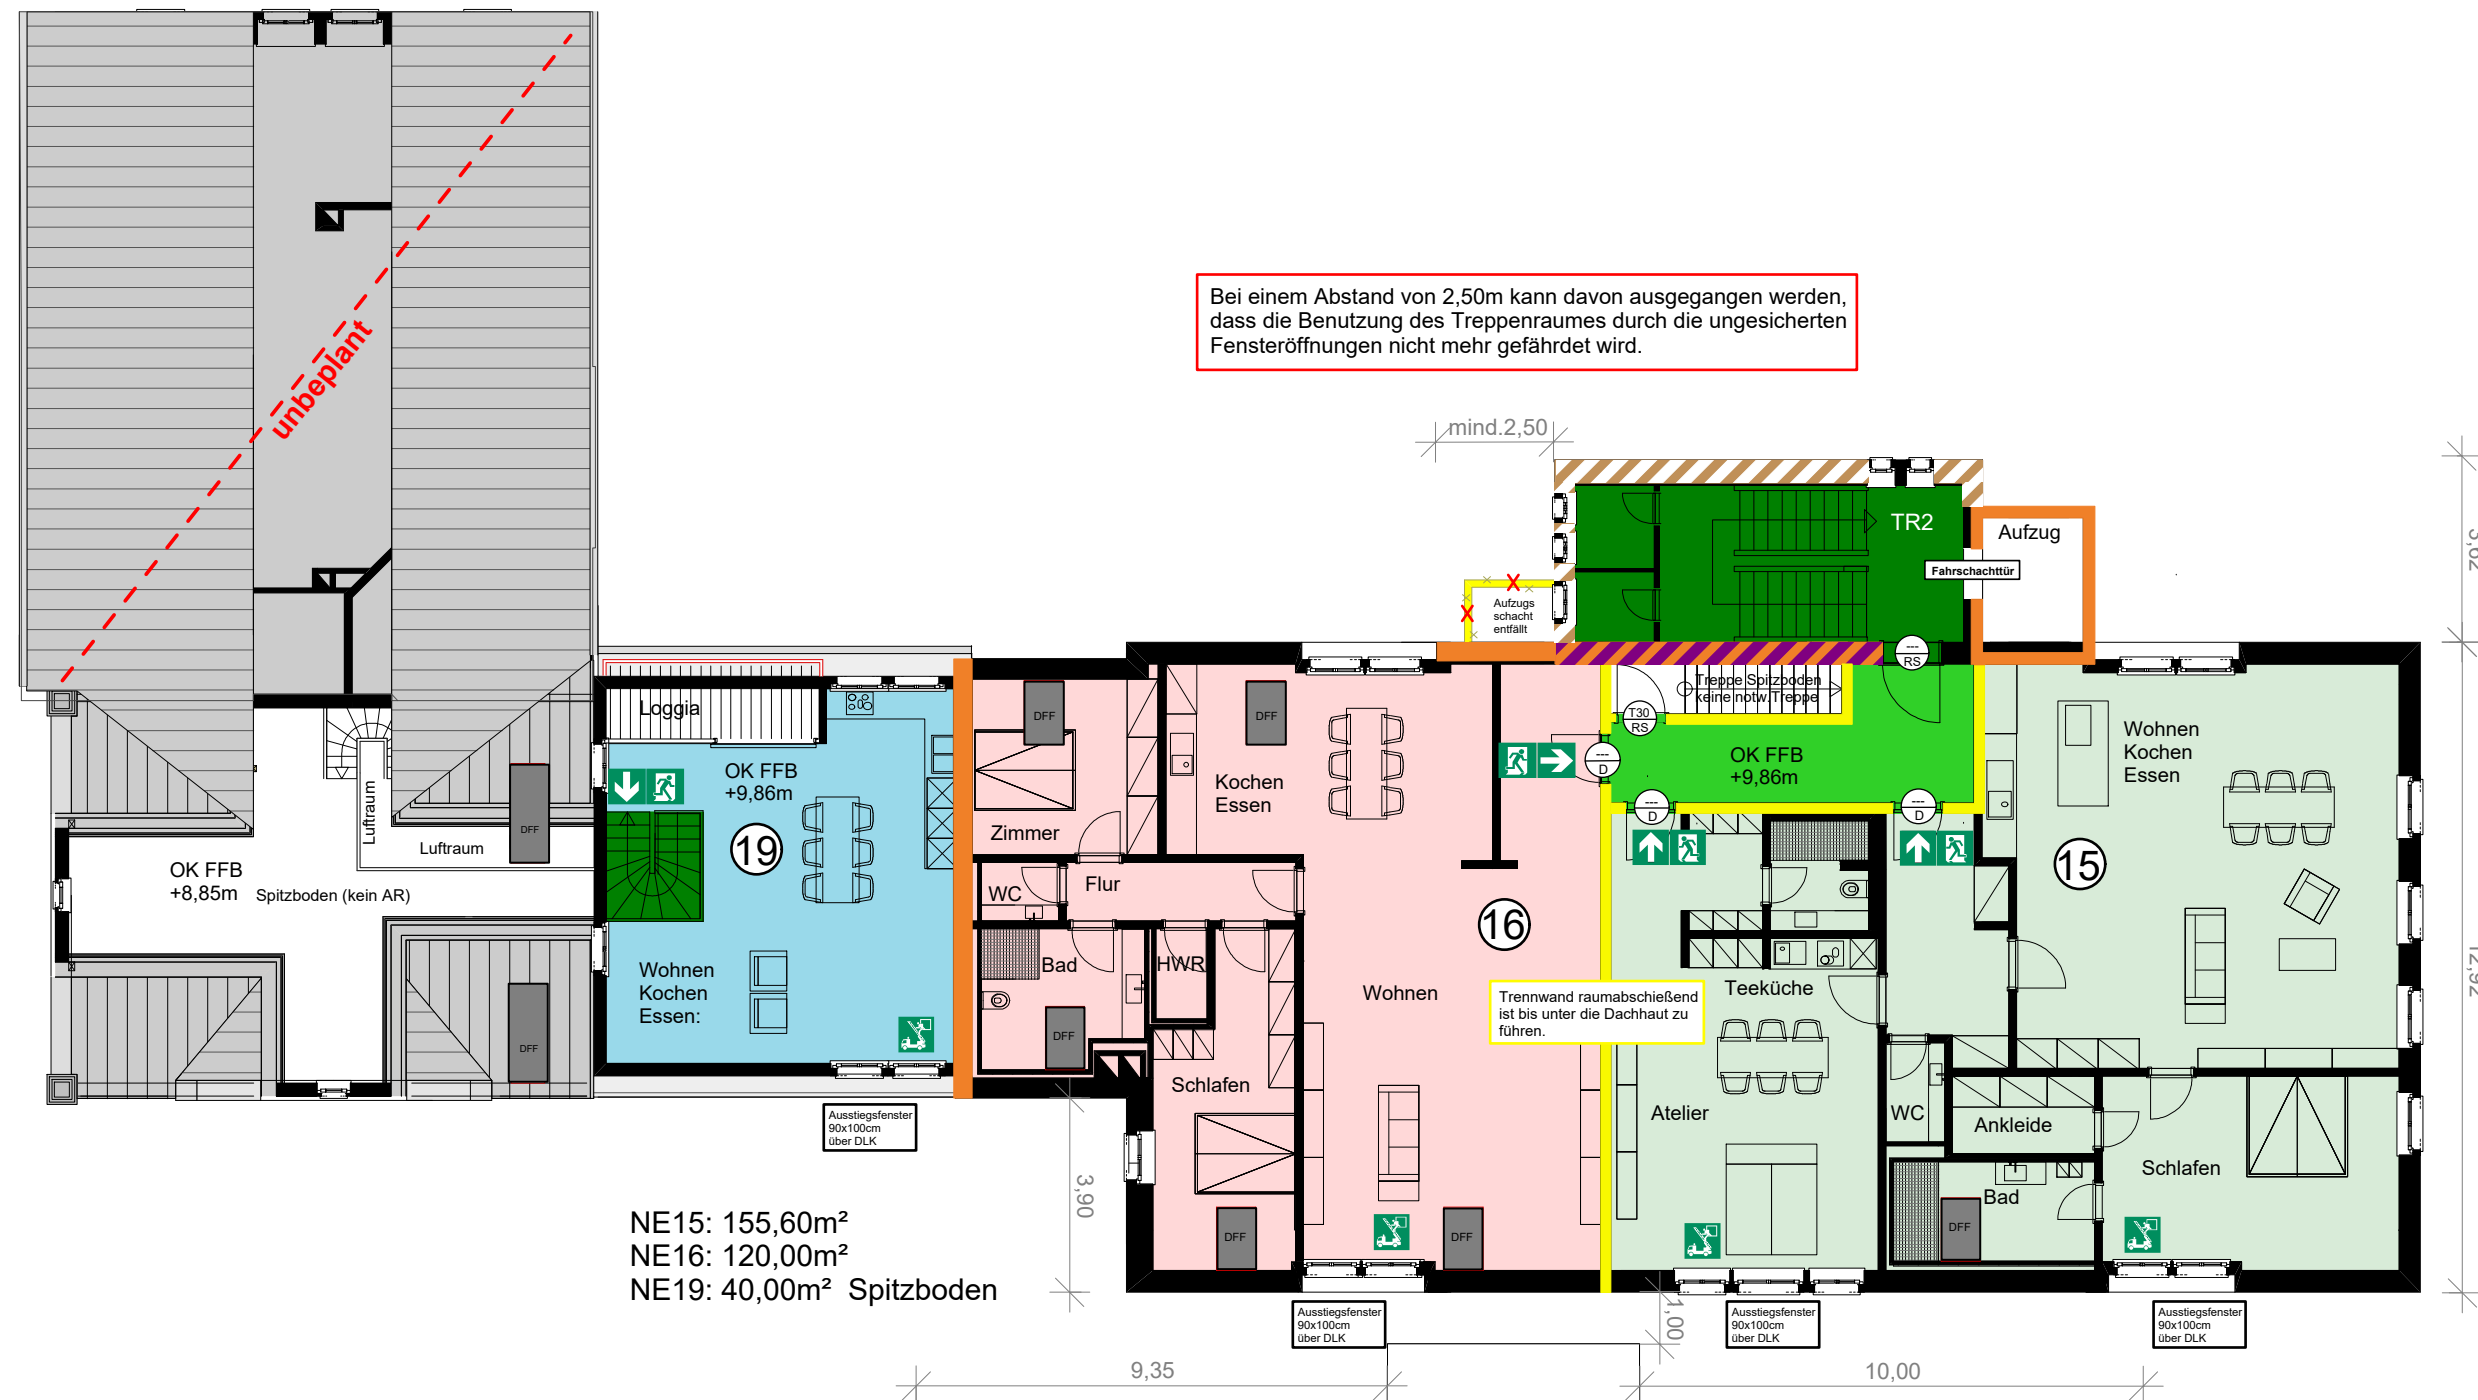 unbeplant
Bei einem Abstand von 2,50m kann davon ausgegangen werden,
dass die Benutzung des Treppenraumes durch die ungesicherten
Fensteröffnungen nicht mehr gefährdet wird.
mind.2,50
TR2
Aufzug
Fahrschachttür
Aufzugs
schacht
entfällt
---
RS
Treppe Spitzboden
keine notw.Treppe
T30
RS
---
D
OK FFB
+9,86m
---
D
---
D
Loggia
OK FFB
+9,86m
19
Wohnen
Kochen
Essen:
DFF
Zimmer
DFF
Kochen
Essen
Wohnen
Kochen
Essen
15
Luftraum
Luftraum
DFF
OK FFB
+8,85m
Spitzboden (kein AR)
DFF
WC
Flur
16
Bad
HWR
DFF
Wohnen
Trennwand raumabschießend
ist bis unter die Dachhaut zu
führen.
Teeküche
Schlafen
DFF
DFF
Atelier
WC
Ankleide
Bad
DFF
Schlafen
Ausstiegsfenster
90x100cm
über DLK
3,90
NE15: 155,60m²
NE16: 120,00m²
NE19: 40,00m² Spitzboden
Ausstiegsfenster
90x100cm
über DLK
1,00
Ausstiegsfenster
90x100cm
über DLK
Ausstiegsfenster
90x100cm
über DLK
9,35
10,00
12,92